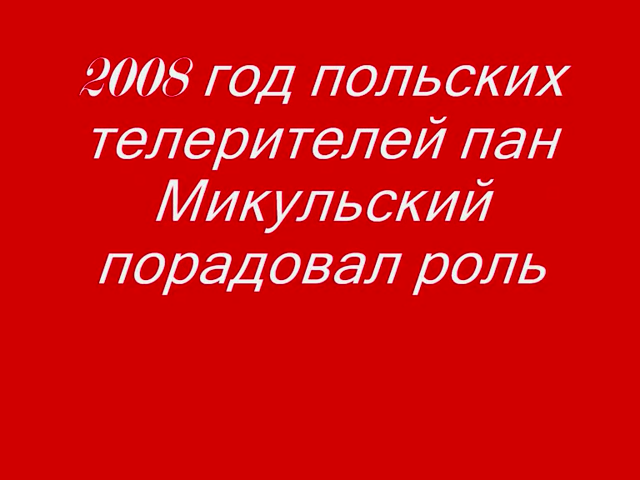 2008 год польских
телерителей пан
Микульский
порадовал роль